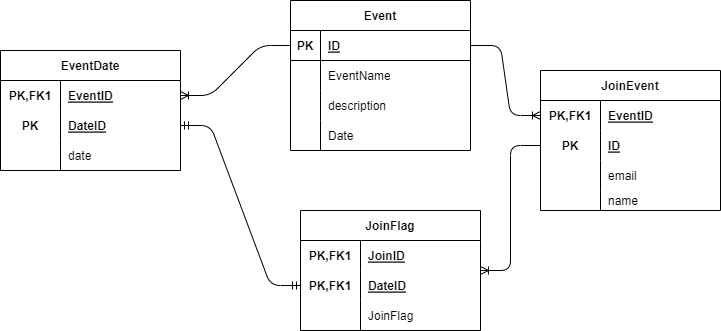 Event
PK ID
EventName
description
Date
EventDate
PK,FK1 EventID
PK DateID
date
JoinEvent
PK,FK1 EventID
PK ID
email
name
JoinFlag
PK,FK1 JoinID
PK,FK1 DateID
JoinFlag